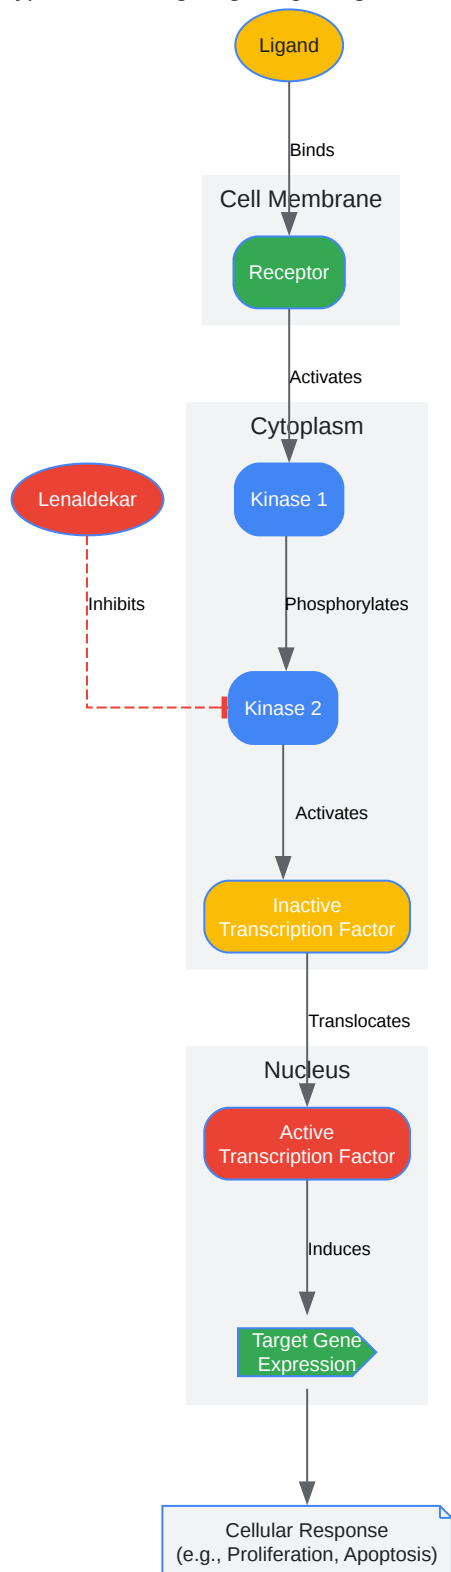 Ligand
Binds
Cell Membrane
Receptor
Activates
Cytoplasm
Lenaldekar
Kinase 1
Inhibits
Phosphorylates
Kinase 2
Activates
Inactive
Transcription Factor
Translocates
Nucleus
Active
Transcription Factor
Induces
Target Gene
Expression
Cellular Response
(e.g., Proliferation, Apoptosis)